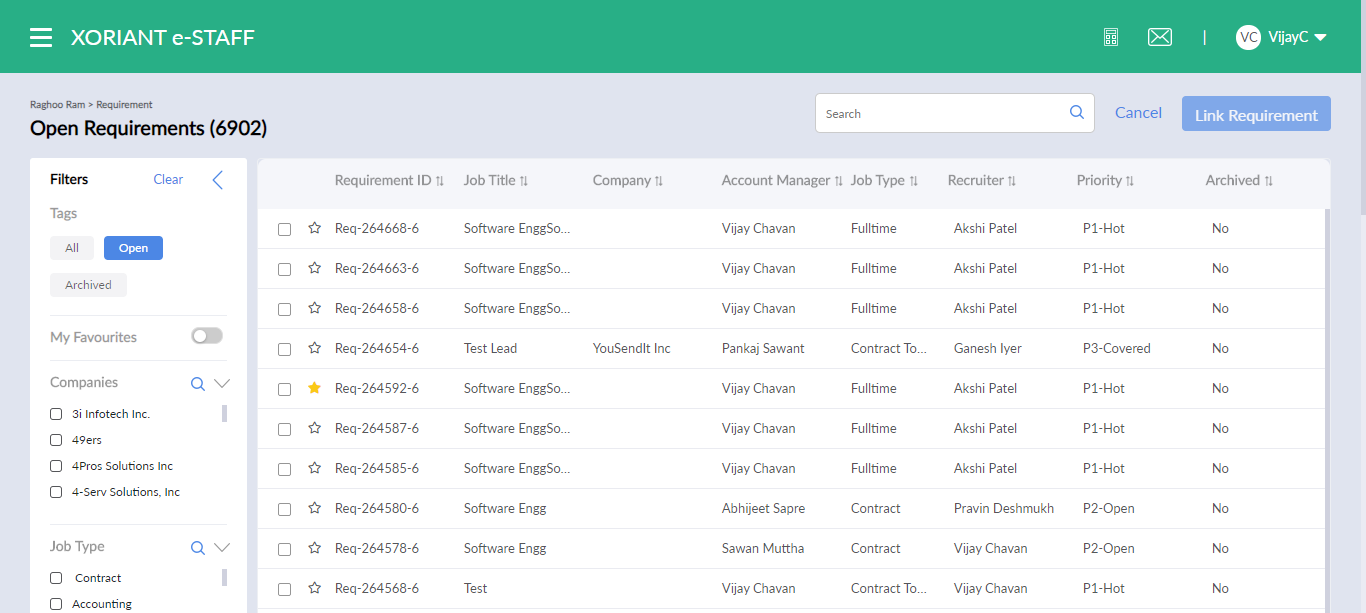 XORIANT e-STAFF
VC VijayC
Raghoo Ram > Requirement
Open Requirements (6902)
Search
Cancel
Link Requirement
Filters Clear
Tags
All Open
Archived
My Favourites
Companies
3i Infotech Inc.
49ers
4Pros Solutions Inc
4-Serv Solutions, Inc
Job Type
Contract
Accounting
Requirement ID Job Title Company Account Manager Job Type Recruiter Priority Archived
Req-264668-6 Software EnggSo... Vijay Chavan Fulltime Akshi Patel P1-Hot No
Req-264663-6 Software EnggSo... Vijay Chavan Fulltime Akshi Patel P1-Hot No
Req-264658-6 Software EnggSo... Vijay Chavan Fulltime Akshi Patel P1-Hot No
Req-264654-6 Test Lead YouSendIt Inc Pankaj Sawant Contract To... Ganesh Iyer P3-Covered No
Req-264592-6 Software EnggSo... Vijay Chavan Fulltime Akshi Patel P1-Hot No
Req-264587-6 Software EnggSo... Vijay Chavan Fulltime Akshi Patel P1-Hot No
Req-264585-6 Software EnggSo... Vijay Chavan Fulltime Akshi Patel P1-Hot No
Req-264580-6 Software Engg Abhijeet Sapre Contract Pravin Deshmukh P2-Open No
Req-264578-6 Software Engg Sawan Muttha Contract Vijay Chavan P2-Open No
Req-264568-6 Test Vijay Chavan Contract To... Vijay Chavan P1-Hot No